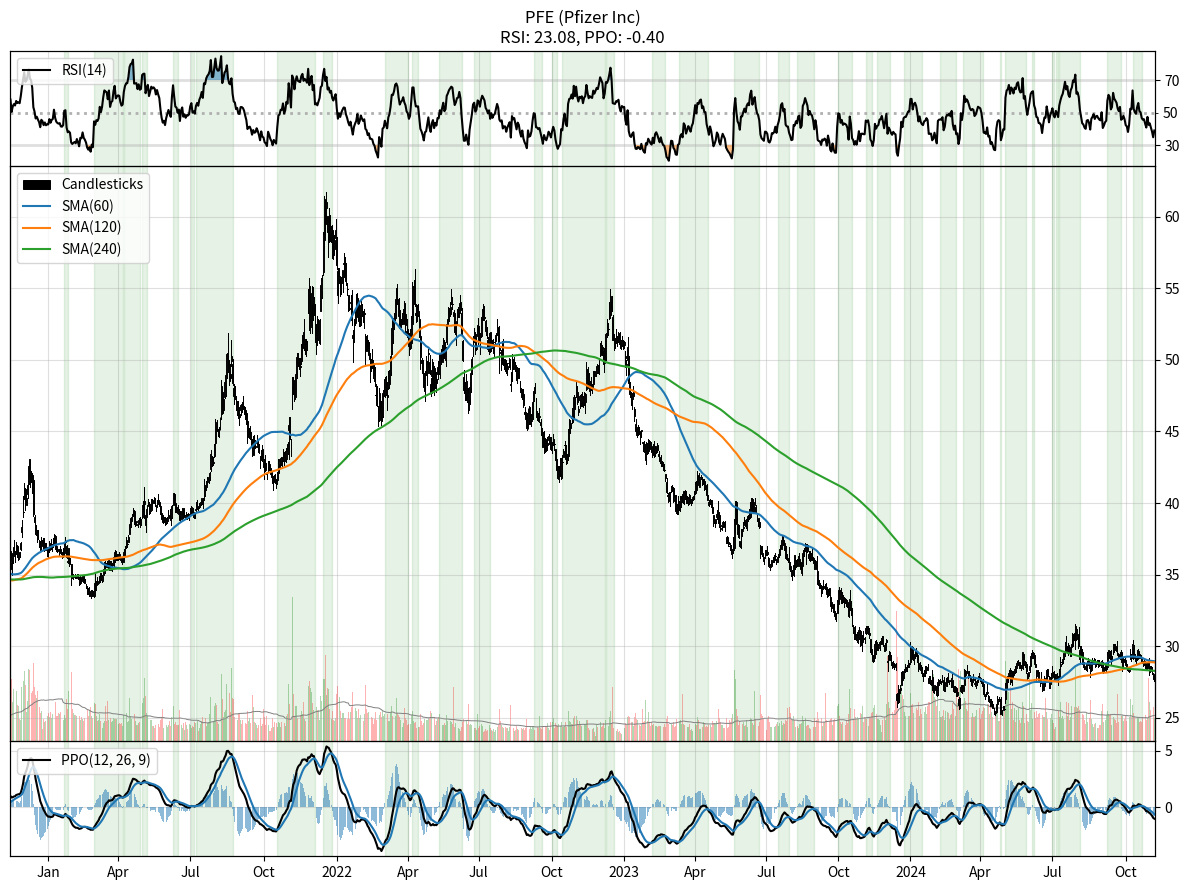 PFE (Pfizer Inc)
RSI: 23.08, PPO: -0.40
RSI(14)
70
50
30
Candlesticks
SMA(60)
SMA(120)
SMA(240)
60
55
50
45
40
35
30
25
PPO(12, 26, 9)
5
0
Jan Apr Jul Oct 2022 Apr Jul Oct 2023 Apr Jul Oct 2024 Apr Jul Oct